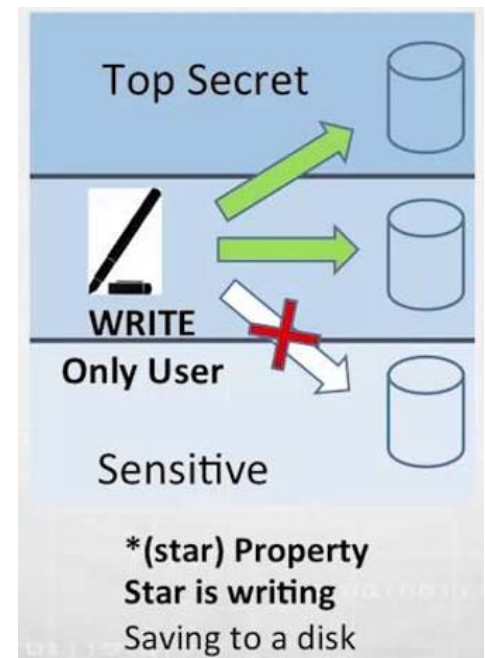 Top Secret
WRITE
Only User
Sensitive
*(star) Property
Star is writing
Saving to a disk